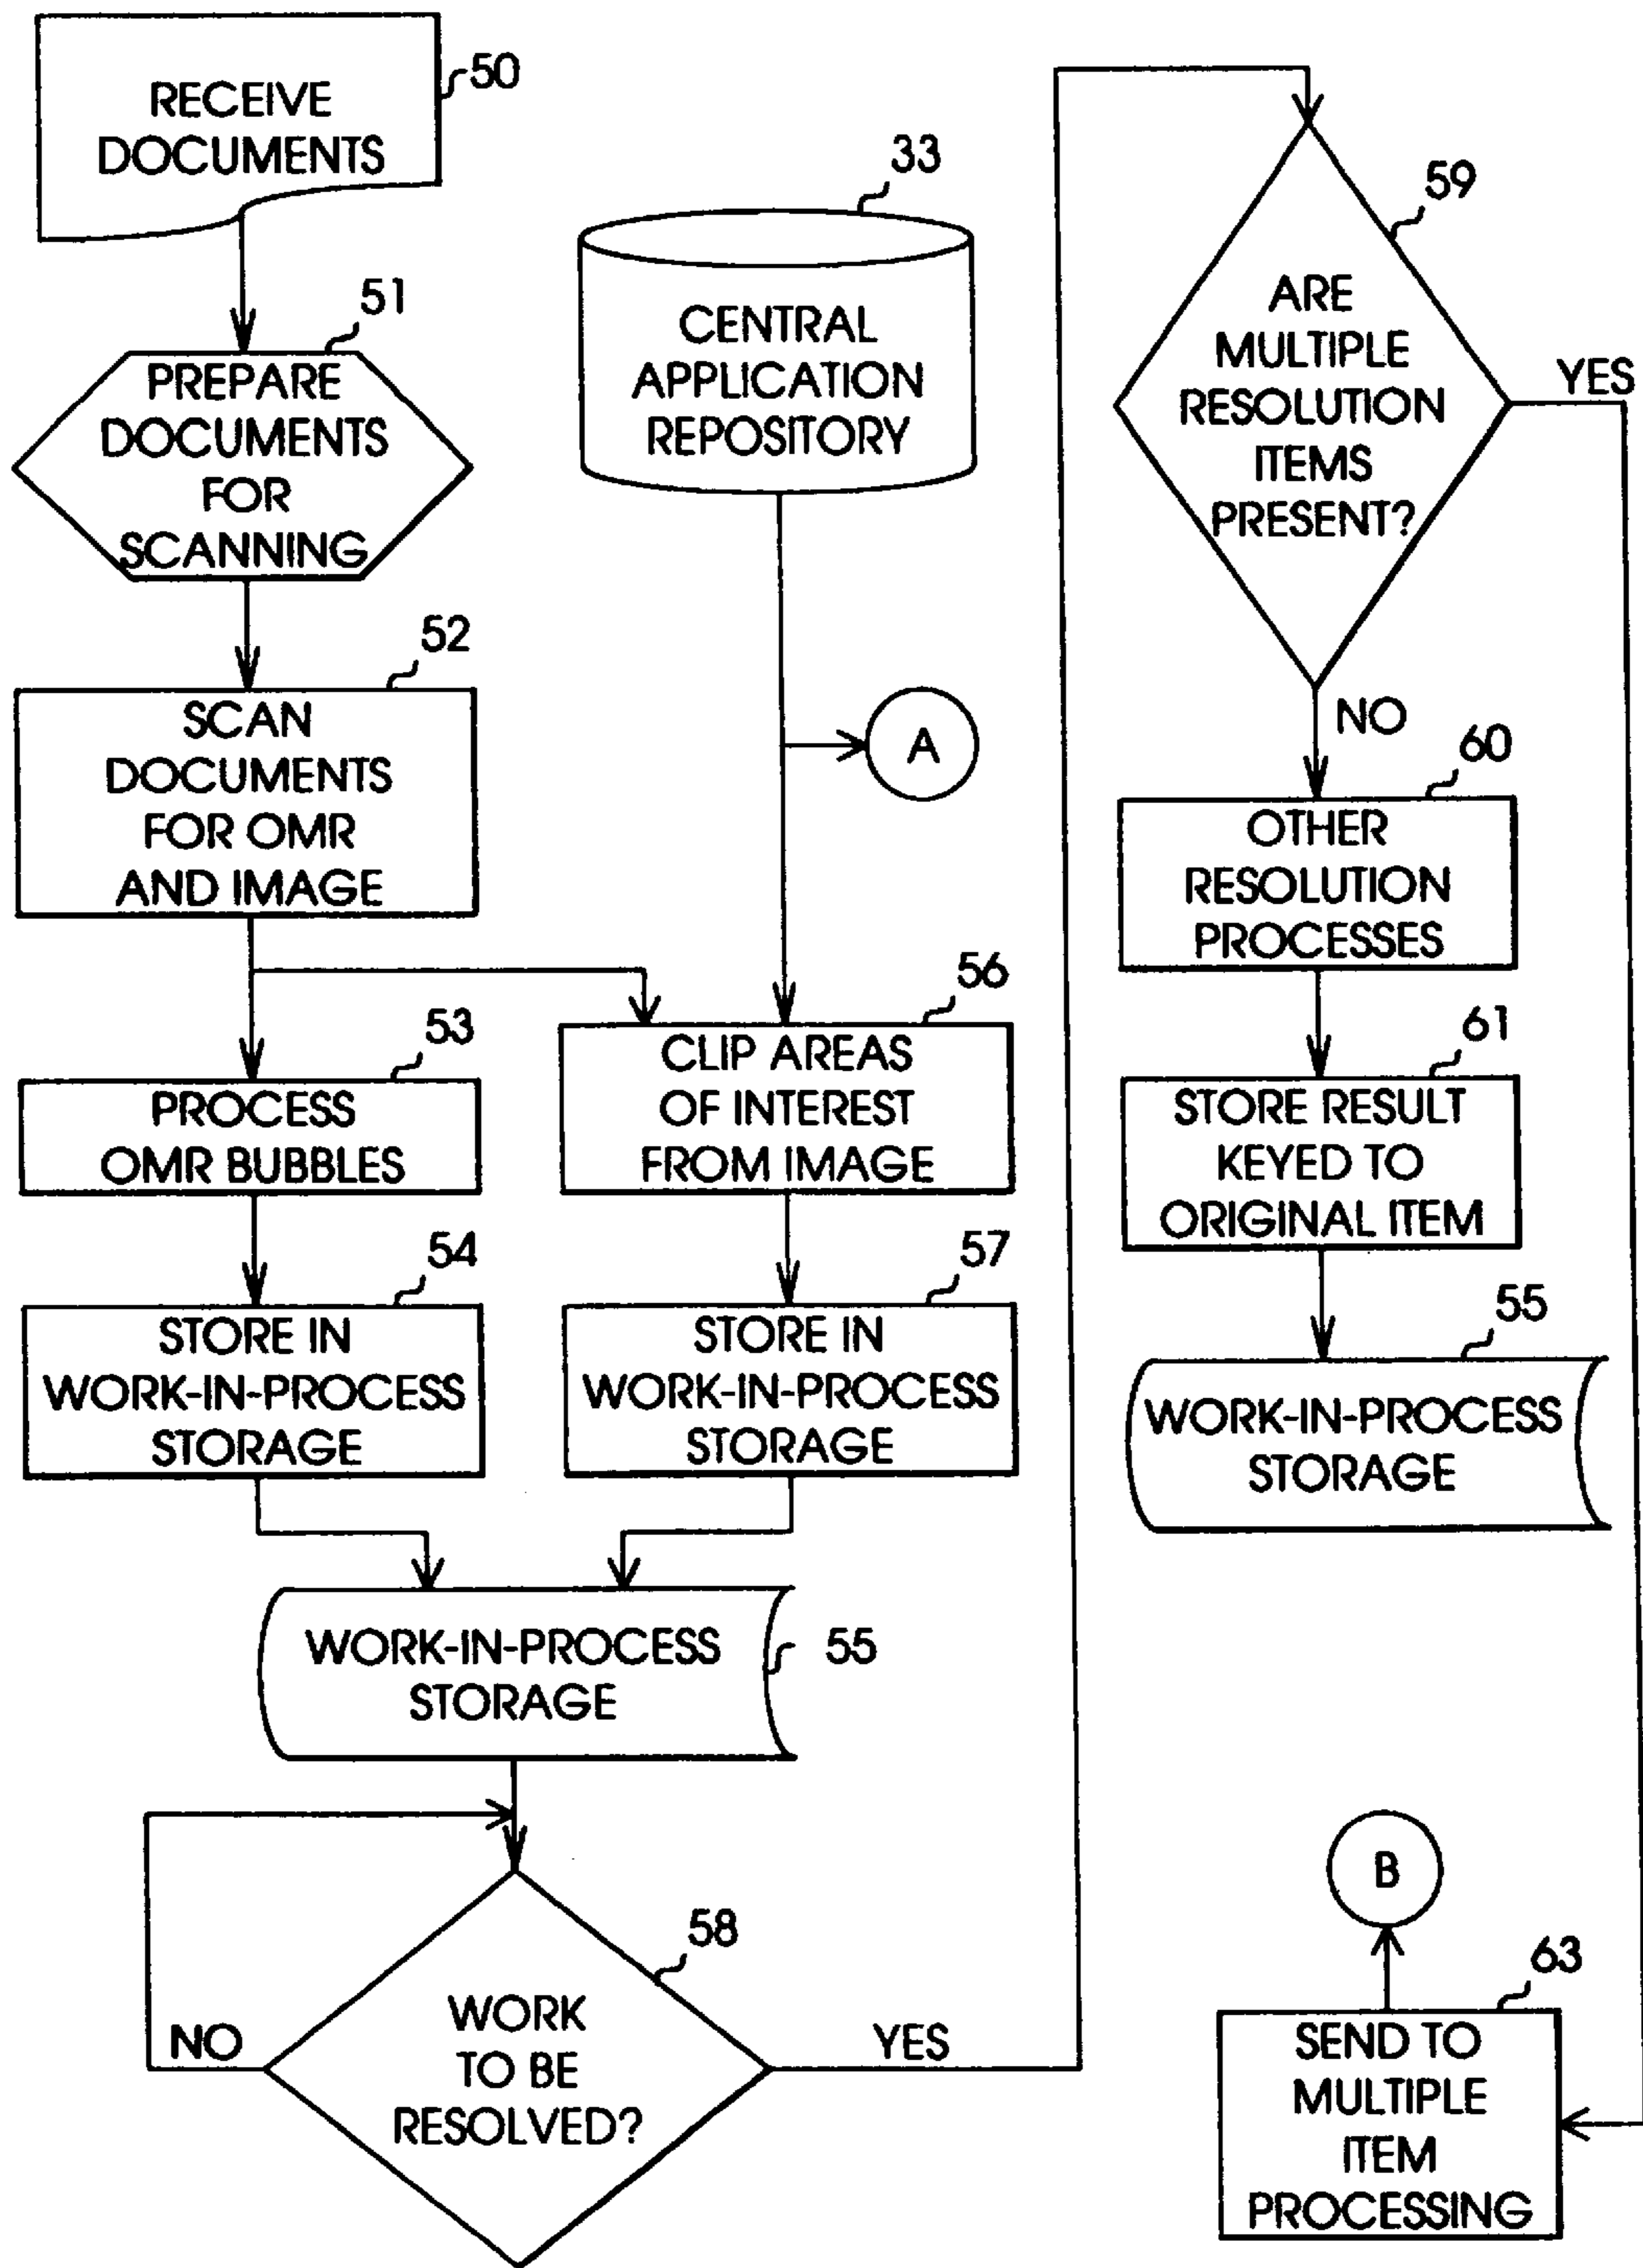 50
RECEIVE
DOCUMENTS
51
PREPARE
DOCUMENTS
FOR
SCANNING
52
SCAN
DOCUMENTS
FOR OMR
AND IMAGE
53
PROCESS
OMR BUBBLES
54
STORE IN
WORK-IN-PROCESS
STORAGE
33
CENTRAL
APPLICATION
REPOSITORY
A
56
CLIP AREAS
OF INTEREST
FROM IMAGE
57
STORE IN
WORK-IN-PROCESS
STORAGE
WORK-IN-PROCESS
STORAGE
55
58
WORK
TO BE
RESOLVED?
NO
YES
59
ARE
MULTIPLE
RESOLUTION
ITEMS
PRESENT?
YES
NO
60
OTHER
RESOLUTION
PROCESSES
61
STORE RESULT
KEYED TO
ORIGINAL ITEM
55
WORK-IN-PROCESS
STORAGE
B
63
SEND TO
MULTIPLE
ITEM
PROCESSING